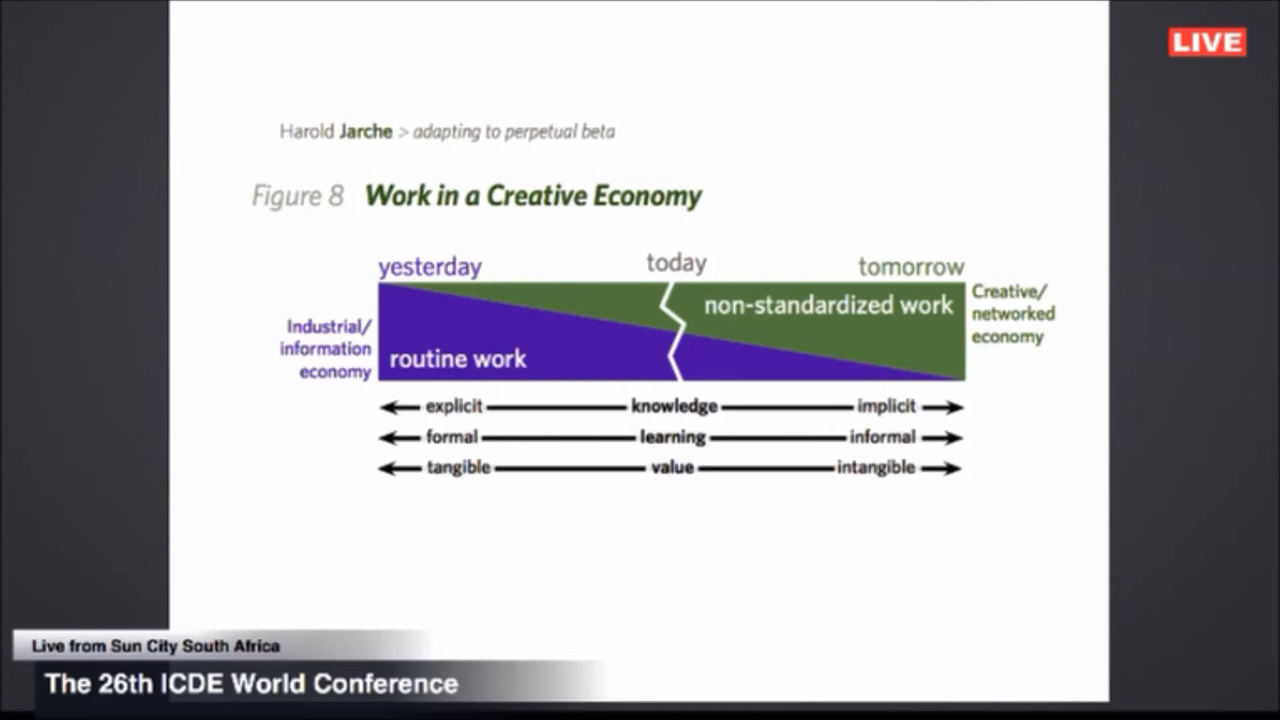 LIVE
Harold Jarche > adapting to perpetual beta
Figure 8 Work in a Creative Economy
yesterday today tomorrow
Industrial/
information
economy
routine work
non-standardized work
Creative/
networked
economy
explicit knowledge implicit
formal learning informal
tangible value intangible
Live from Sun City South Africa
The 26th ICDE World Conference